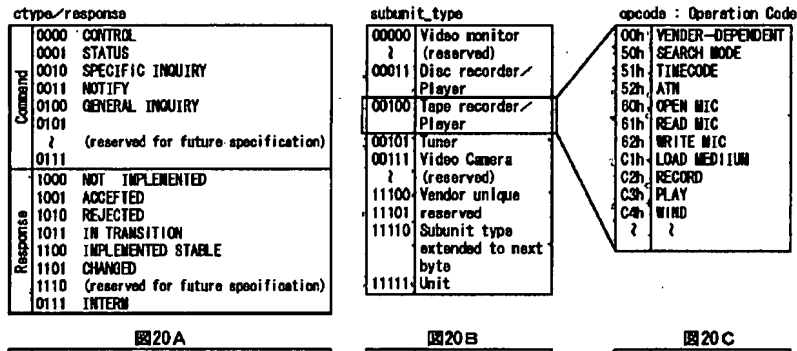 ctype/response
Command
0000 CONTROL
0001 STATUS
0010 SPECIFIC INQUIRY
0011 NOTIFY
0100 GENERAL INQUIRY
0101
≀ (reserved for future specification)
0111
Response
1000 NOT IMPLEMENTED
1001 ACCEFTED
1010 REJECTED
1011 IN TRANSITION
1100 IMPLEMENTED STABLE
1101 CHANGED
1110 (reserved for future specification)
0111 INTERM
図20A
subunit_type
00000 Video monitor
≀ (reserved)
00011 Disc recorder/
Player
00100 Tape recorder/
Player
00101 Tuner
00111 Video Camera
≀ (reserved)
11100 Vendor unique
11101 reserved
11110 Subunit type
extended to next
byte
11111 Unit
図20B
opcode : Operation Code
00h VENDER-DEPENDENT
50h SEARCH MODE
51h TIMECODE
52h ATN
60h OPEN MIC
61h READ MIC
62h WRITE MIC
C1h LOAD MEDIIUM
C2h RECORD
C3h PLAY
C4h WIND
≀ ≀
図20C